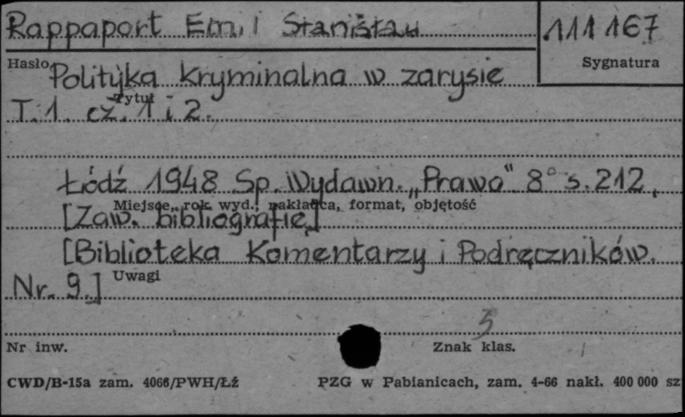 Rappaport Emil Stanisław
111167
Hasło
Sygnatura
Polityka kryminalna w zarysie
Tytuł
T. 1. cz. 1 i 2.
Łódź 1948 Sp. Wydawn. „Prawo" 8° s. 212,
Miejsce, rok wyd., nakładca, format, objętość
[Zaw. bibliografię]
[Biblioteka Komentarzy i Podręczników.
Uwagi
Nr. 9.]
5
Nr inw.
Znak klas.
CWD/B-15a zam. 4066/PWH/Łź
PZG w Pabianicach, zam. 4-66 nakł. 400 000 sz